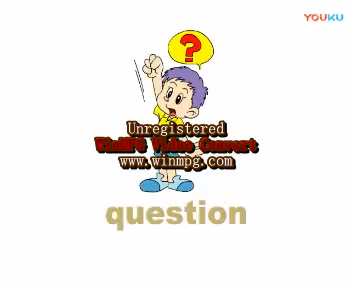 YOUKU
?
Unregistered
WinMPG Video Convert
www.winmpg.com
question